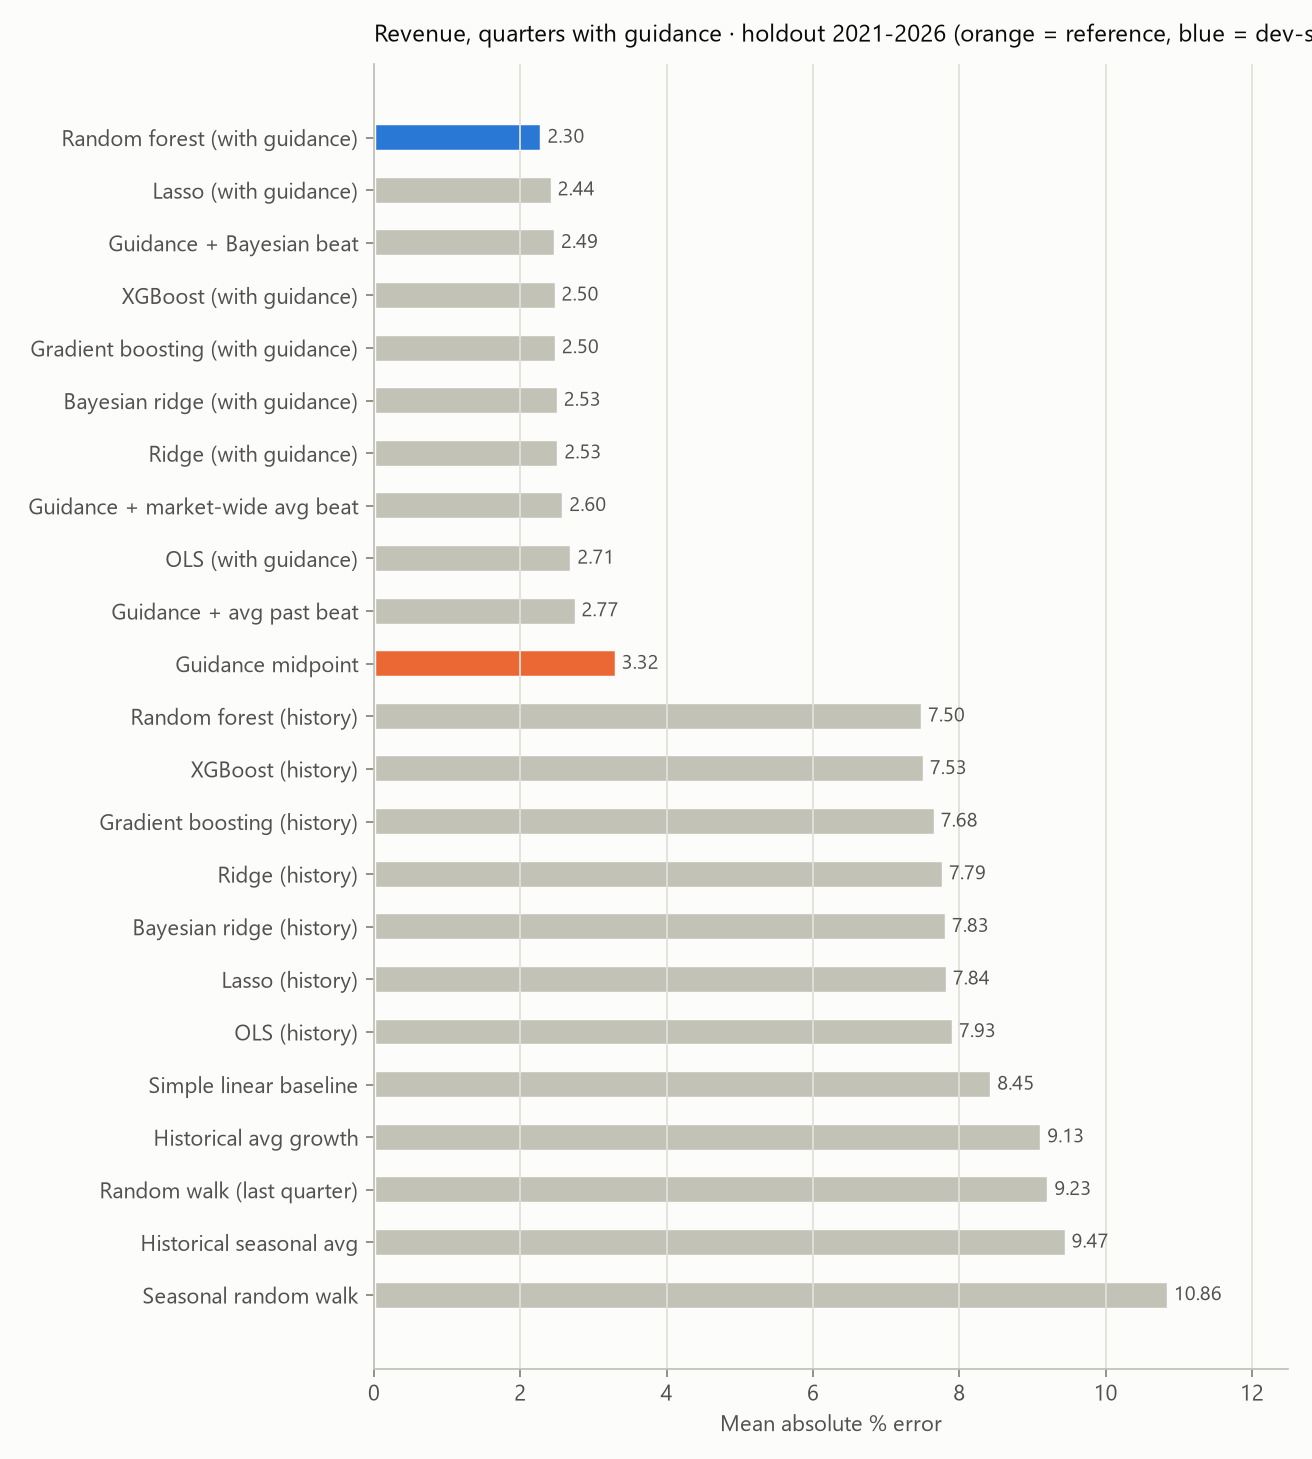 Revenue, quarters with guidance · holdout 2021-2026 (orange = reference, blue = dev-s
Random forest (with guidance) 2.30
Lasso (with guidance) 2.44
Guidance + Bayesian beat 2.49
XGBoost (with guidance) 2.50
Gradient boosting (with guidance) 2.50
Bayesian ridge (with guidance) 2.53
Ridge (with guidance) 2.53
Guidance + market-wide avg beat 2.60
OLS (with guidance) 2.71
Guidance + avg past beat 2.77
Guidance midpoint 3.32
Random forest (history) 7.50
XGBoost (history) 7.53
Gradient boosting (history) 7.68
Ridge (history) 7.79
Bayesian ridge (history) 7.83
Lasso (history) 7.84
OLS (history) 7.93
Simple linear baseline 8.45
Historical avg growth 9.13
Random walk (last quarter) 9.23
Historical seasonal avg 9.47
Seasonal random walk 10.86
0 2 4 6 8 10 12
Mean absolute % error